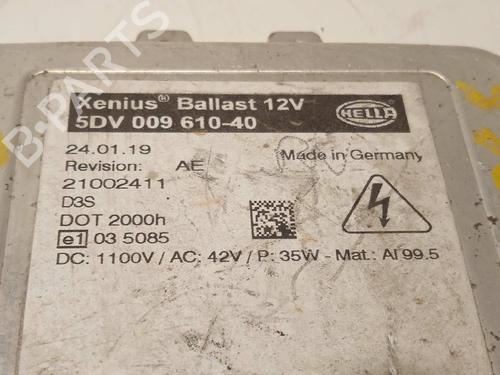 Xenius® Ballast 12V
5DV 009 610-40
HELLA
24.01.19
Revision: AE
Made in Germany
21002411
D3S
DOT 2000h
e1 03 5085
DC: 1100V / AC: 42V / P: 35W - Mat.: Al 99.5
B-PARTS